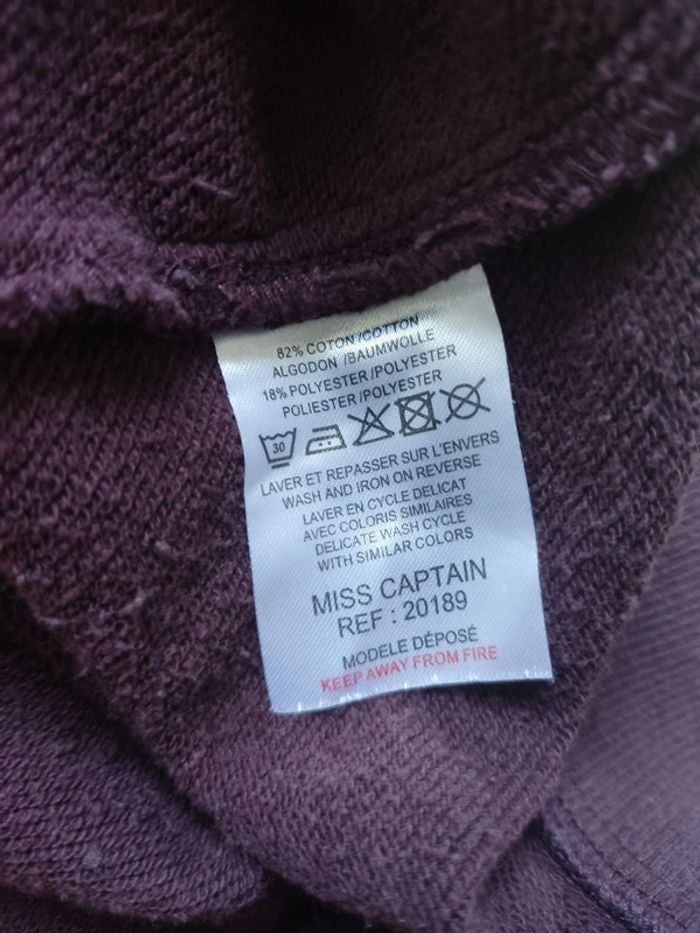 82% COTON /COTTON
ALGODON /BAUMWOLLE
18% POLYESTER /POLYESTER
POLIESTER /POLYESTER
30
LAVER ET REPASSER SUR L'ENVERS
WASH AND IRON ON REVERSE
LAVER EN CYCLE DELICAT
AVEC COLORIS SIMILAIRES
DELICATE WASH CYCLE
WITH SIMILAR COLORS
MISS CAPTAIN
REF : 20189
MODELE DÉPOSÉ
KEEP AWAY FROM FIRE